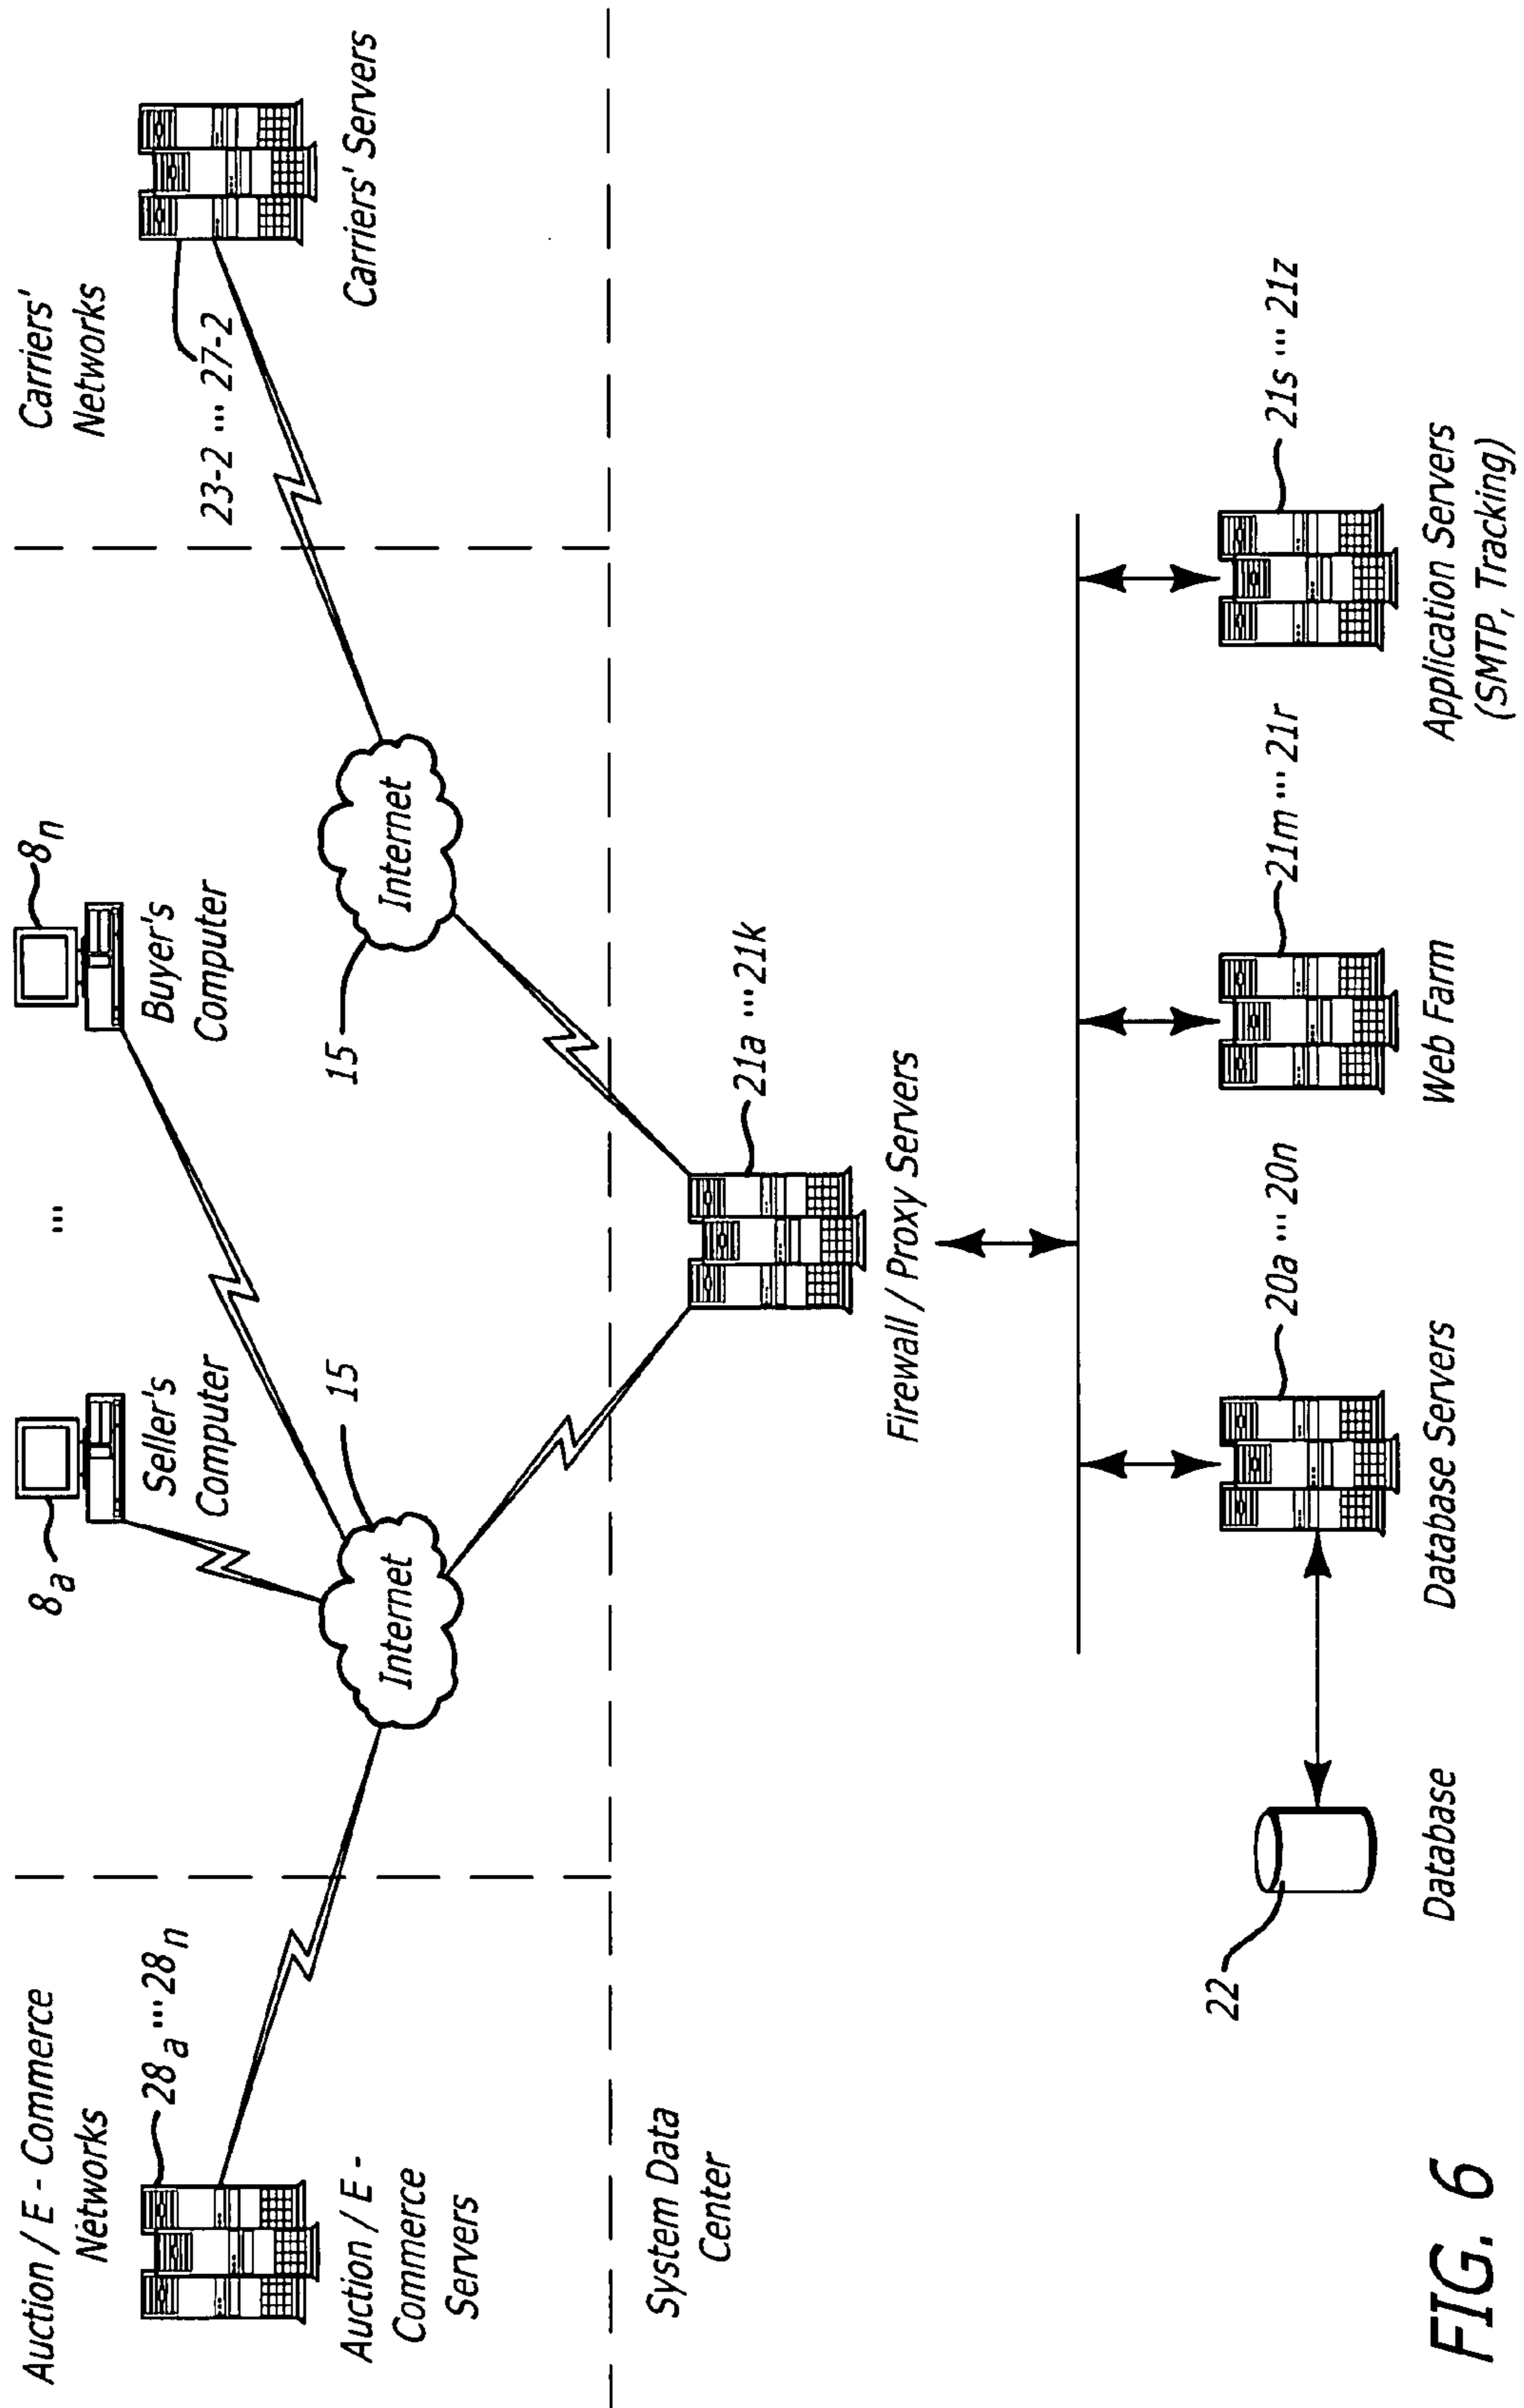 Auction / E - Commerce
Networks
28a ... 28n
Auction / E -
Commerce
Servers
8a
Seller's
Computer
...
8n
Buyer's
Computer
Internet
15
15
Internet
Carriers'
Networks
23-2 ... 27-2
Carriers' Servers
System Data
Center
21a ... 21k
Firewall / Proxy Servers
22
Database
20a ... 20n
Database Servers
21m ... 21r
Web Farm
21s ... 21z
Application Servers
(SMTP, Tracking)
FIG. 6